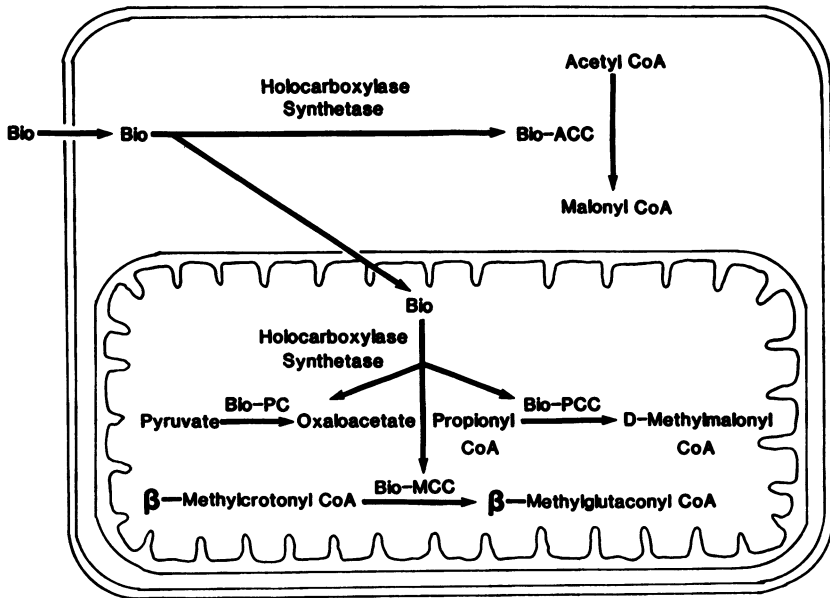 Acetyl CoA
Holocarboxylase
Synthetase
Bio
Bio
Bio-ACC
Malonyl CoA
Bio
Holocarboxylase
Synthetase
Bio-PC
Bio-PCC
Pyruvate
Oxaloacetate
Propionyl
CoA
D-Methylmalonyl
CoA
Bio-MCC
β-Methylcrotonyl CoA
β-Methylglutaconyl CoA